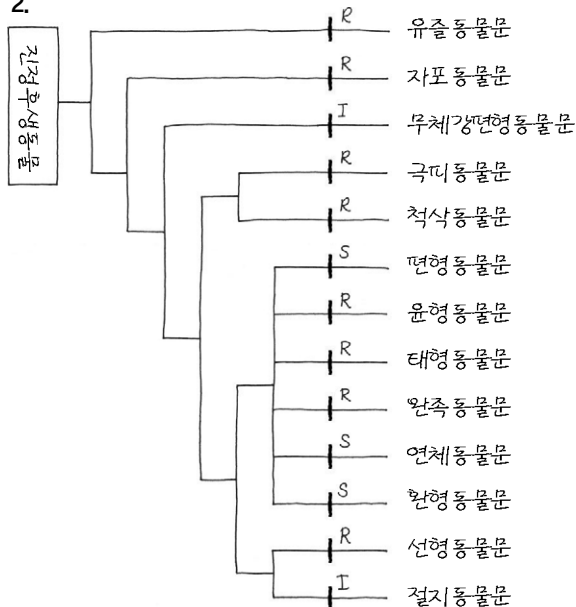 2.
진정후생동물
R 유즐동물문
R 자포동물문
I 무체강편형동물문
R 극피동물문
R 척삭동물문
S 편형동물문
R 윤형동물문
R 태형동물문
R 완족동물문
S 연체동물문
S 환형동물문
R 선형동물문
I 절지동물문